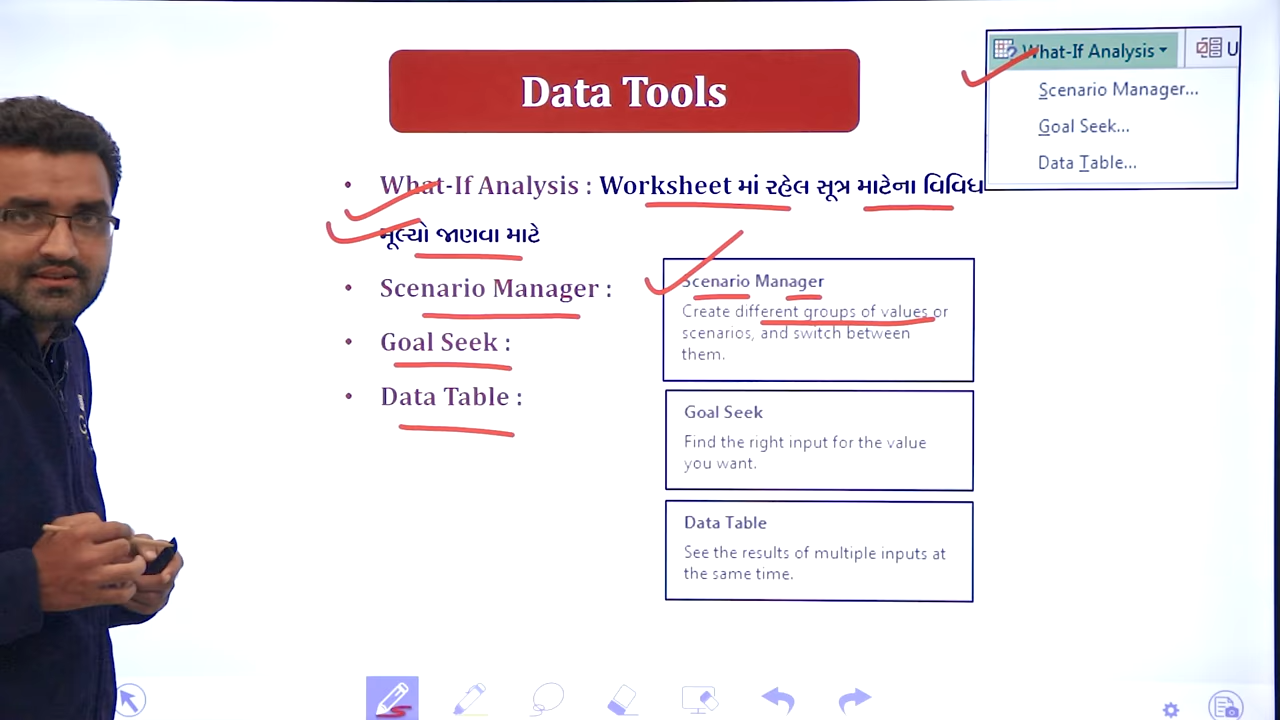 Data Tools
What-If Analysis
U
Scenario Manager...
Goal Seek...
Data Table...
• What-If Analysis : Worksheet માં રહેલ સૂત્ર માટેના વિવિધ
મૂલ્યો જાણવા માટે
• Scenario Manager :
• Goal Seek :
• Data Table :
Scenario Manager
Create different groups of values or
scenarios, and switch between
them.
Goal Seek
Find the right input for the value
you want.
Data Table
See the results of multiple inputs at
the same time.